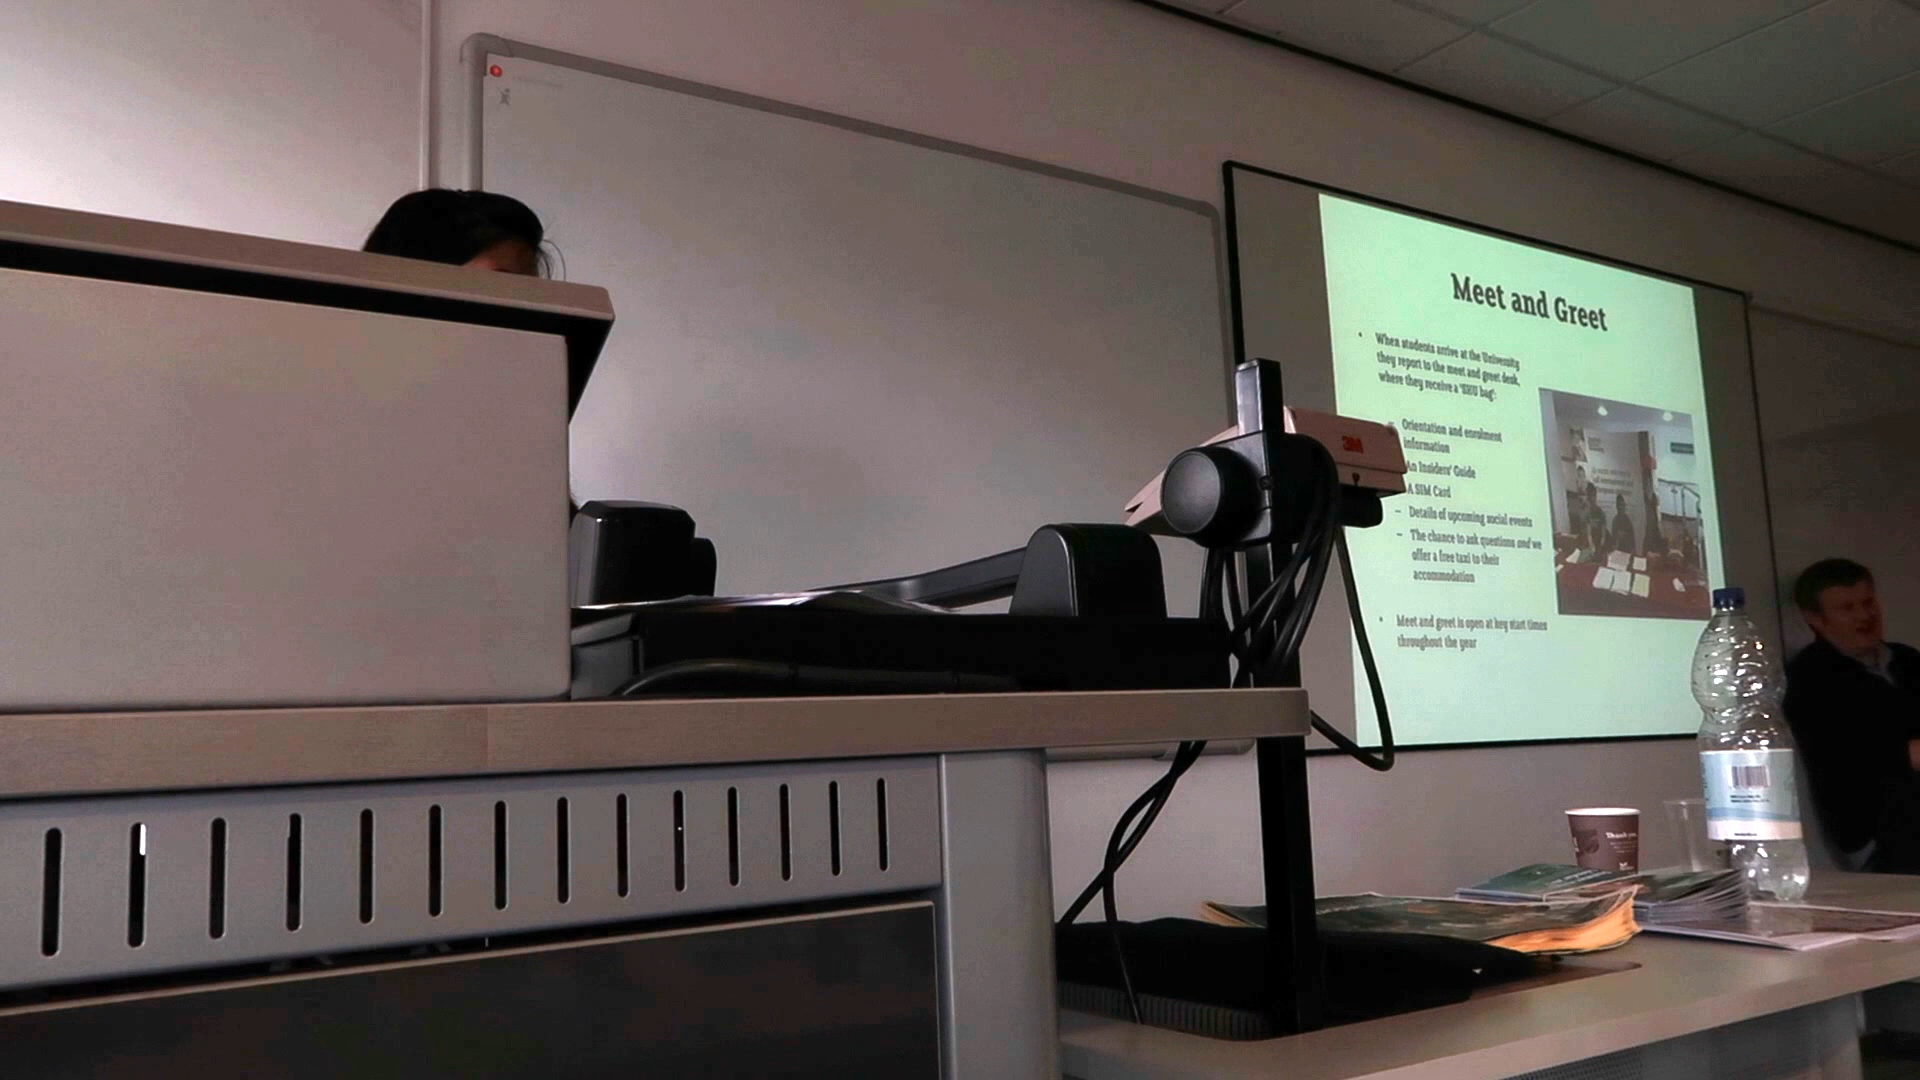 Meet and Greet
When students arrive at the University
they report to the meet and greet desk,
where they receive a 'SHU bag':
Orientation and enrolment
information
An Insiders' Guide
A SIM Card
– Details of upcoming social events
– The chance to ask questions and we
offer a free taxi to their
accommodation
Meet and greet is open at key start times
throughout the year
3M
Thank you